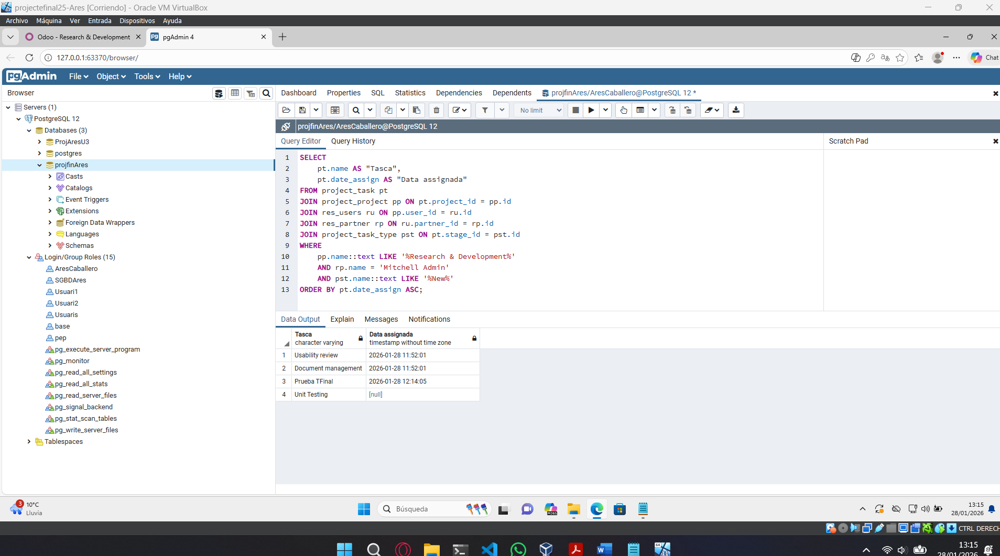 projectefinal25-Ares [Corriendo] - Oracle VM VirtualBox
Archivo Máquina Ver Entrada Dispositivos Ayuda
Odoo - Research & Development
pgAdmin 4
127.0.0.1:63370/browser/
Chat
pgAdmin File Object Tools Help
Browser
Dashboard Properties SQL Statistics Dependencies Dependents projfinAres/AresCaballero@PostgreSQL 12 *
No limit
projfinAres/AresCaballero@PostgreSQL 12
Servers (1)
PostgreSQL 12
Databases (3)
ProjAresU3
postgres
projfinAres
Casts
Catalogs
Event Triggers
Extensions
Foreign Data Wrappers
Languages
Schemas
Login/Group Roles (15)
AresCaballero
SGBDAres
Usuari1
Usuari2
Usuaris
base
pep
pg_execute_server_program
pg_monitor
pg_read_all_settings
pg_read_all_stats
pg_read_server_files
pg_signal_backend
pg_stat_scan_tables
pg_write_server_files
Tablespaces
Query Editor Query History
Scratch Pad
1 SELECT
2 pt.name AS "Tasca",
3 pt.date_assign AS "Data assignada"
4 FROM project_task pt
5 JOIN project_project pp ON pt.project_id = pp.id
6 JOIN res_users ru ON pp.user_id = ru.id
7 JOIN res_partner rp ON ru.partner_id = rp.id
8 JOIN project_task_type pst ON pt.stage_id = pst.id
9 WHERE
10 pp.name::text LIKE '%Research & Development%'
11 AND rp.name = 'Mitchell Admin'
12 AND pst.name::text LIKE '%New%'
13 ORDER BY pt.date_assign ASC;
Data Output Explain Messages Notifications
Tasca Data assignada
character varying timestamp without time zone
1 Usability review 2026-01-28 11:52:01
2 Document management 2026-01-28 11:52:01
3 Prueba TFinal 2026-01-28 12:14:05
4 Unit Testing [null]
3
10°C
Lluvia
Búsqueda
M365
13:15
28/01/2026
CTRL DERECH
64
11
13:15
28/01/2026